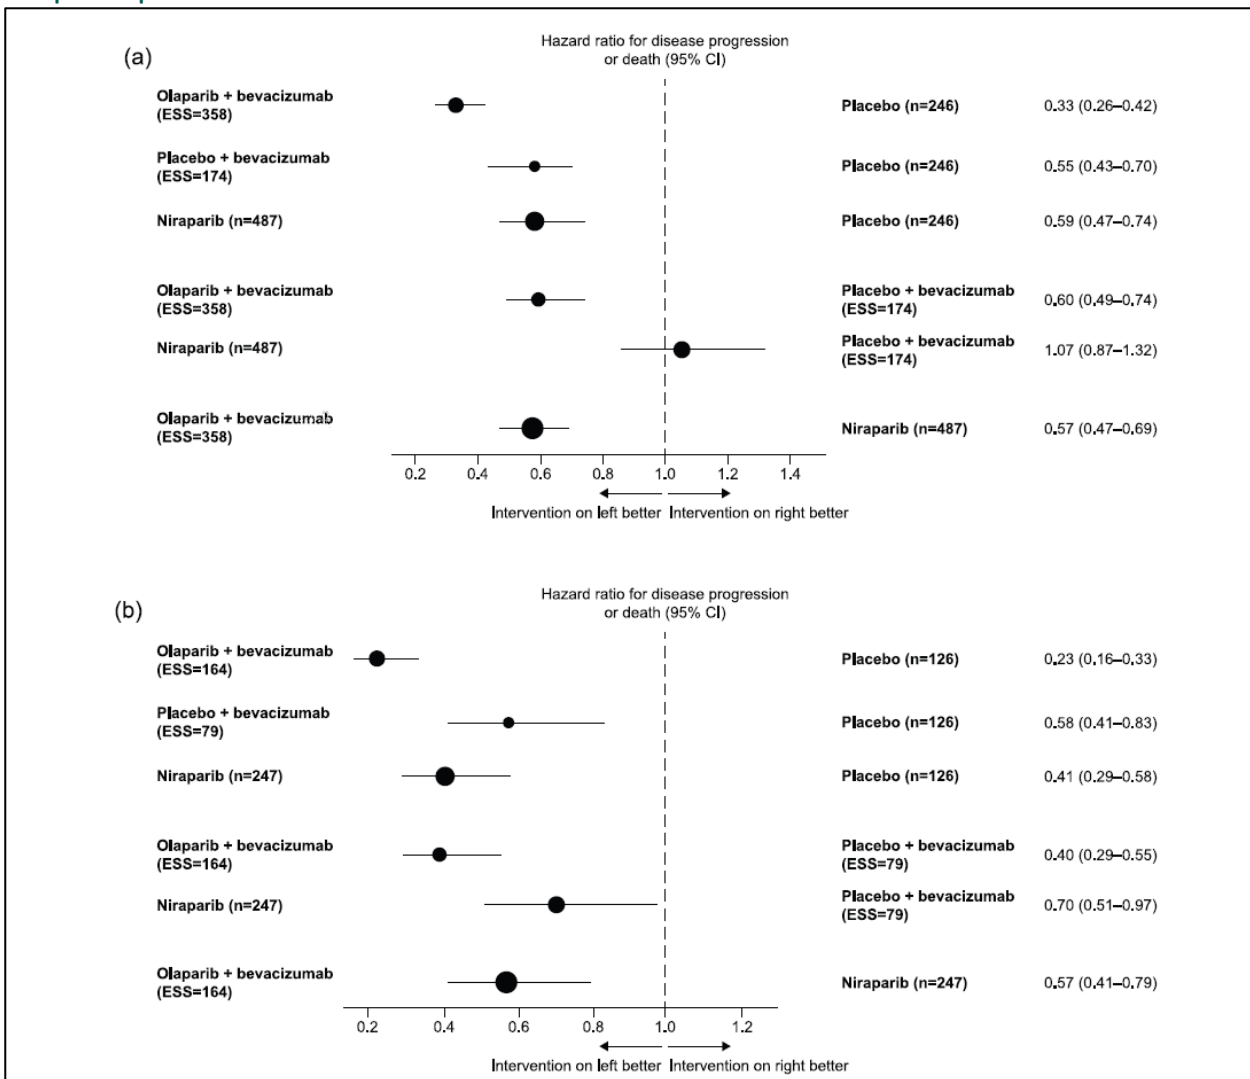 (a)
Hazard ratio for disease progression
or death (95% CI)
Olaparib + bevacizumab
(ESS=358)
Placebo (n=246)
0.33 (0.26–0.42)
Placebo + bevacizumab
(ESS=174)
Placebo (n=246)
0.55 (0.43–0.70)
Niraparib (n=487)
Placebo (n=246)
0.59 (0.47–0.74)
Olaparib + bevacizumab
(ESS=358)
Placebo + bevacizumab
(ESS=174)
0.60 (0.49–0.74)
Niraparib (n=487)
Placebo + bevacizumab
(ESS=174)
1.07 (0.87–1.32)
Olaparib + bevacizumab
(ESS=358)
Niraparib (n=487)
0.57 (0.47–0.69)
0.2 0.4 0.6 0.8 1.0 1.2 1.4
Intervention on left better Intervention on right better
(b)
Hazard ratio for disease progression
or death (95% CI)
Olaparib + bevacizumab
(ESS=164)
Placebo (n=126)
0.23 (0.16–0.33)
Placebo + bevacizumab
(ESS=79)
Placebo (n=126)
0.58 (0.41–0.83)
Niraparib (n=247)
Placebo (n=126)
0.41 (0.29–0.58)
Olaparib + bevacizumab
(ESS=164)
Placebo + bevacizumab
(ESS=79)
0.40 (0.29–0.55)
Niraparib (n=247)
Placebo + bevacizumab
(ESS=79)
0.70 (0.51–0.97)
Olaparib + bevacizumab
(ESS=164)
Niraparib (n=247)
0.57 (0.41–0.79)
0.2 0.4 0.6 0.8 1.0 1.2
Intervention on left better Intervention on right better